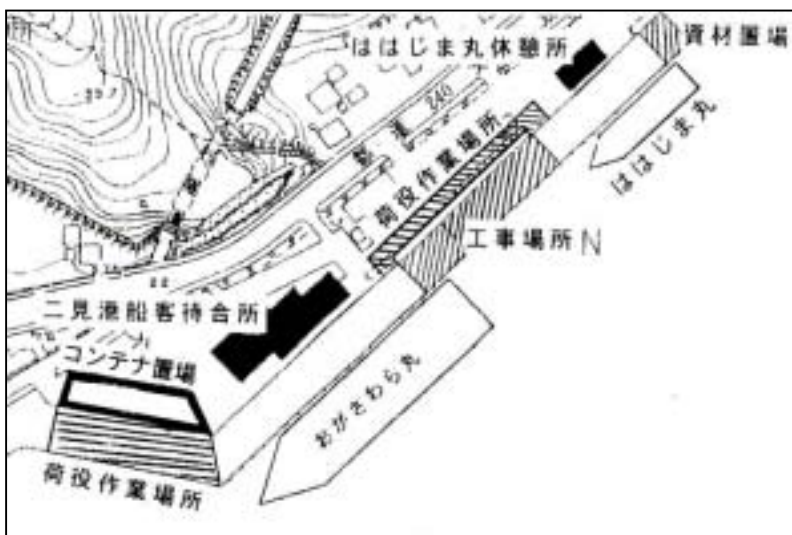 ははじま丸休憩所
資材置場
240
荷役作業場所
ははじま丸
工事場所
二見港船客待合所
コンテナ置場
おがさわら丸
荷役作業場所